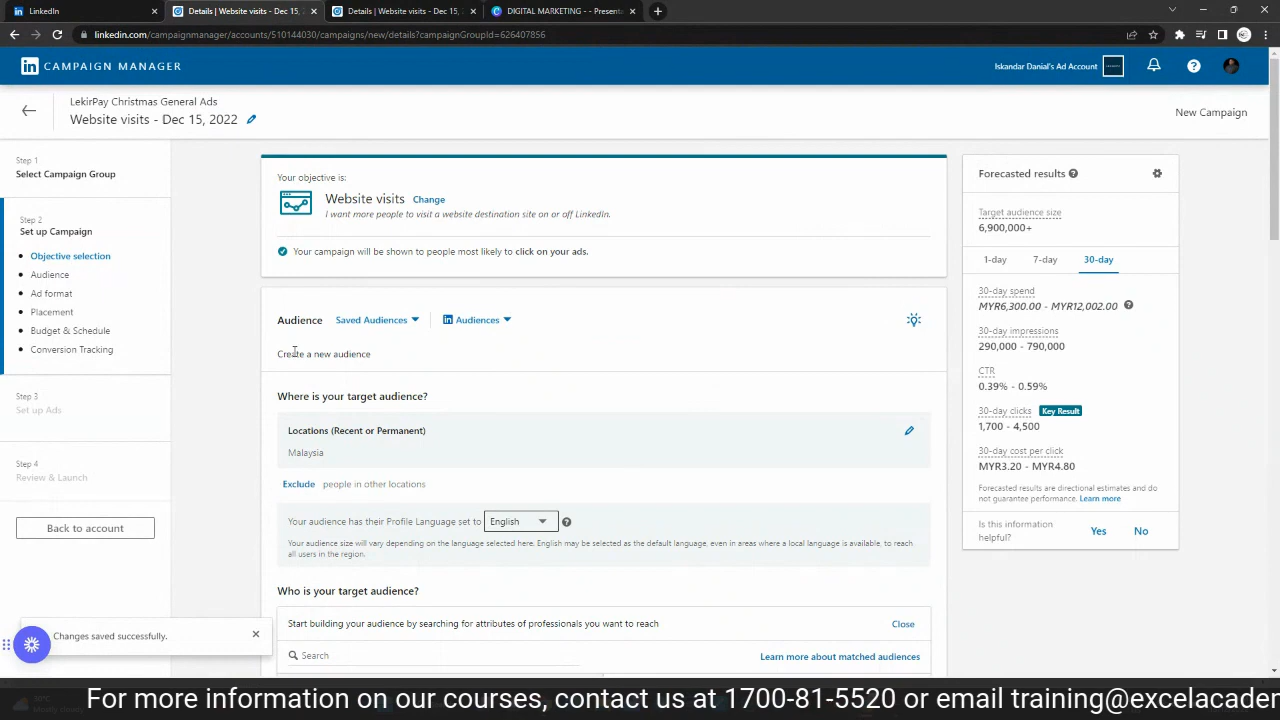 LinkedIn
Details | Website visits - Dec 15,
Details | Website visits - Dec 15,
DIGITAL MARKETING - - Presenta
linkedin.com/campaignmanager/accounts/510144030/campaigns/new/details?campaignGroupId=626407856
in CAMPAIGN MANAGER
Iskandar Danial's Ad Account
LekirPay Christmas General Ads
Website visits - Dec 15, 2022
New Campaign
Step 1
Select Campaign Group
Step 2
Set up Campaign
Objective selection
Audience
Ad format
Placement
Budget & Schedule
Conversion Tracking
Step 3
Set up Ads
Step 4
Review & Launch
Back to account
Changes saved successfully.
Your objective is:
Website visits Change
I want more people to visit a website destination site on or off LinkedIn.
Your campaign will be shown to people most likely to click on your ads.
Audience Saved Audiences in Audiences
Create a new audience
Where is your target audience?
Locations (Recent or Permanent)
Malaysia
Exclude people in other locations
Your audience has their Profile Language set to English
Your audience size will vary depending on the language selected here. English may be selected as the default language, even in areas where a local language is available, to reach
all users in the region.
Who is your target audience?
Start building your audience by searching for attributes of professionals you want to reach Close
Search Learn more about matched audiences
Forecasted results
Target audience size
6,900,000+
1-day 7-day 30-day
30-day spend
MYR6,300.00 - MYR12,002.00
30-day impressions
290,000 - 790,000
CTR
0.39% - 0.59%
30-day clicks Key Result
1,700 - 4,500
30-day cost per click
MYR3.20 - MYR4.80
Forecasted results are directional estimates and do
not guarantee performance. Learn more
Is this information
helpful? Yes No
30°C
Mostly cloudy
For more information on our courses, contact us at 1700-81-5520 or email training@excelacader